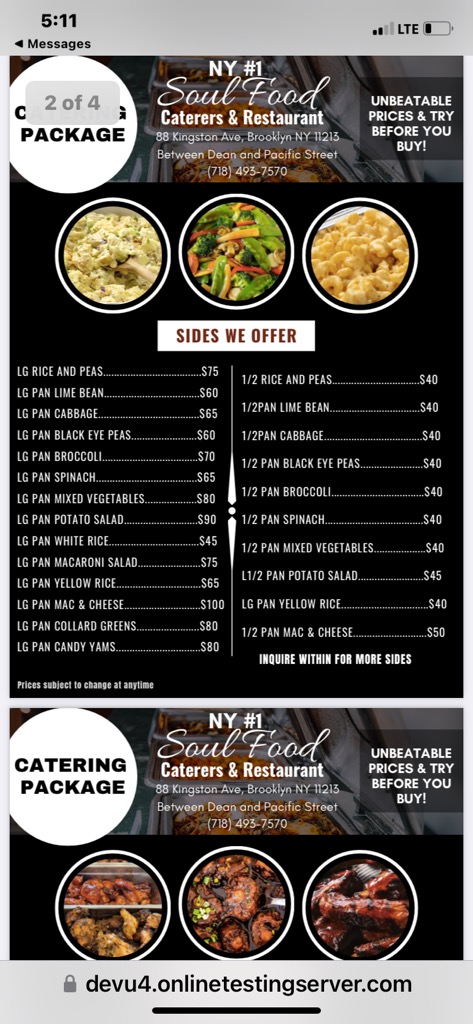 5:11
LTE
◀ Messages
2 of 4
PACKAGE
NY #1
Soul Food
Caterers & Restaurant
88 Kingston Ave, Brooklyn NY 11213
Between Dean and Pacific Street
(718) 493-7570
UNBEATABLE
PRICES & TRY
BEFORE YOU
BUY!
SIDES WE OFFER
LG RICE AND PEAS...............................$75
LG PAN LIME BEAN..............................$60
LG PAN CABBAGE................................$65
LG PAN BLACK EYE PEAS....................$60
LG PAN BROCCOLI...............................$70
LG PAN SPINACH.................................$65
LG PAN MIXED VEGETABLES...............$80
LG PAN POTATO SALAD.......................$90
LG PAN WHITE RICE............................$45
LG PAN MACARONI SALAD..................$75
LG PAN YELLOW RICE.........................$65
LG PAN MAC & CHEESE.......................$100
LG PAN COLLARD GREENS..................$80
LG PAN CANDY YAMS..........................$80
1/2 RICE AND PEAS...........................$40
1/2PAN LIME BEAN............................$40
1/2PAN CABBAGE..............................$40
1/2 PAN BLACK EYE PEAS..................$40
1/2 PAN BROCCOLI............................$40
1/2 PAN SPINACH..............................$40
1/2 PAN MIXED VEGETABLES..............$40
L1/2 PAN POTATO SALAD....................$45
LG PAN YELLOW RICE........................$40
1/2 PAN MAC & CHEESE.....................$50
INQUIRE WITHIN FOR MORE SIDES
Prices subject to change at anytime
CATERING
PACKAGE
NY #1
Soul Food
Caterers & Restaurant
88 Kingston Ave, Brooklyn NY 11213
Between Dean and Pacific Street
(718) 493-7570
UNBEATABLE
PRICES & TRY
BEFORE YOU
BUY!
devu4.onlinetestingserver.com